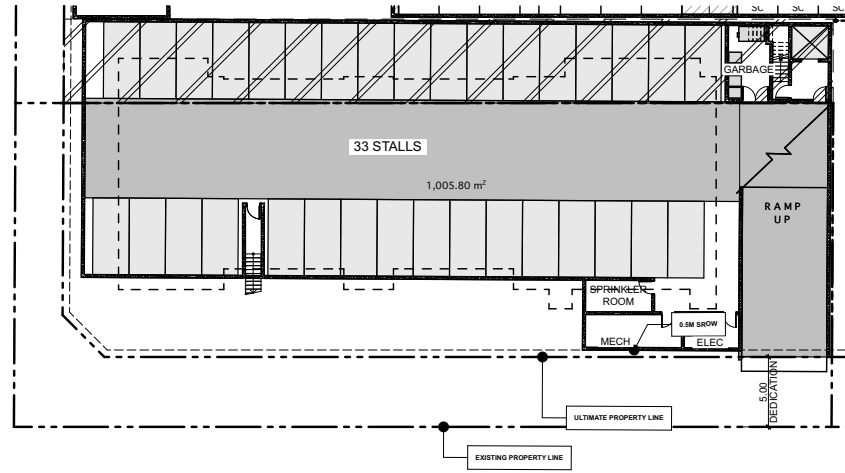 SC
SC
SC
GARBAGE
33 STALLS
1,005.80 m²
RAMP
UP
SPRINKLER
ROOM
0.5M SROW
MECH
ELEC
5.00
DEDICATION
ULTIMATE PROPERTY LINE
EXISTING PROPERTY LINE